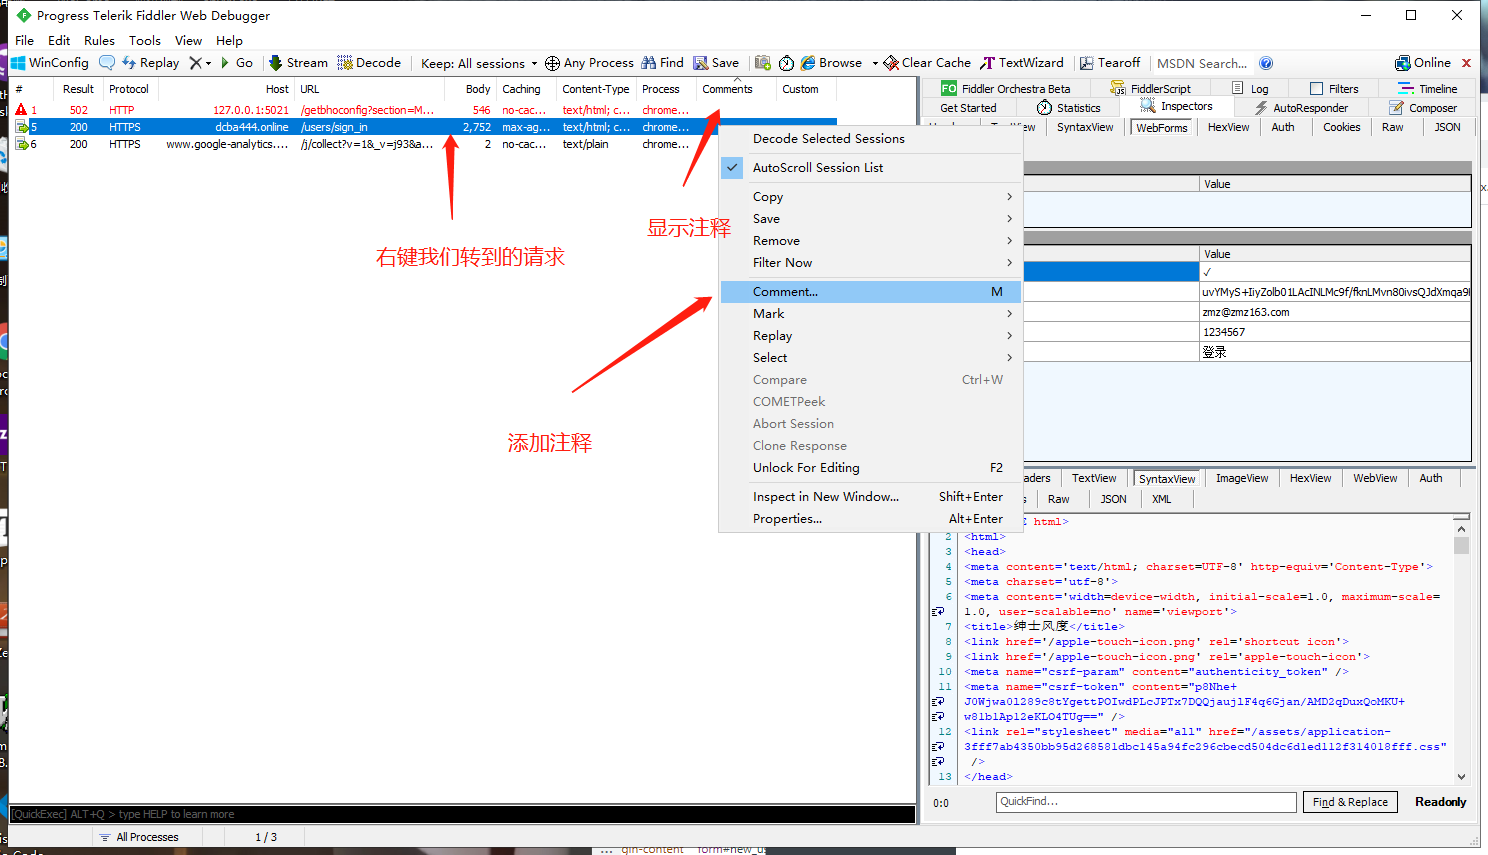 Progress Telerik Fiddler Web Debugger
File Edit Rules Tools View Help
WinConfig Replay Go Stream Decode Keep: All sessions Any Process Find Save Browse Clear Cache TextWizard Tearoff MSDN Search... Online
# Result Protocol Host URL Body Caching Content-Type Process Comments Custom
1 502 HTTP 127.0.0.1:5021 /getbhoconfig?section=M... 546 no-cac... text/html; c... chrome...
5 200 HTTPS dcba444.online /users/sign_in 2,752 max-ag... text/html; c... chrome...
6 200 HTTPS www.google-analytics.... /j/collect?v=1&_v=j93&a... 2 no-cac... text/plain chrome...
右键我们转到的请求
显示注释
添加注释
Decode Selected Sessions
AutoScroll Session List
Copy
Save
Remove
Filter Now
Comment... M
Mark
Replay
Select
Compare Ctrl+W
COMETPeek
Abort Session
Clone Response
Unlock For Editing F2
Inspect in New Window... Shift+Enter
Properties... Alt+Enter
FO Fiddler Orchestra Beta FiddlerScript Log Filters Timeline
Get Started Statistics Inspectors AutoResponder Composer
SyntaxView WebForms HexView Auth Cookies Raw JSON
Value
Value
✓
uvYMyS+IiyZolb01LAcINLMc9f/fknLMvn80ivsQJdXmqa9
zmz@zmz163.com
1234567
登录
aders TextView SyntaxView ImageView HexView WebView Auth
s Raw JSON XML
html>
2 <html>
3 <head>
4 <meta content='text/html; charset=UTF-8' http-equiv='Content-Type'>
5 <meta charset='utf-8'>
6 <meta content='width=device-width, initial-scale=1.0, maximum-scale=
1.0, user-scalable=no' name='viewport'>
7 <title>绅士风度</title>
8 <link href='/apple-touch-icon.png' rel='shortcut icon'>
9 <link href='/apple-touch-icon.png' rel='apple-touch-icon'>
10 <meta name="csrf-param" content="authenticity_token" />
11 <meta name="csrf-token" content="p8Nhe+
J0Wjwa01289c8tYgettPOIwdPLcJPTx7DQQjauj1F4q6Gjan/AMD2qDuxQoMKU+
w81b1Ap12eKLO4TUg==" />
12 <link rel="stylesheet" media="all" href="/assets/application-
3fff7ab4350bb95d268581dbc145a94fc296cbecd504dc6d1ed112f314018fff.css"
/>
13 </head>
0:0 QuickFind... Find & Replace Readonly
[QuickExec] ALT+Q > type HELP to learn more
All Processes 1 / 3